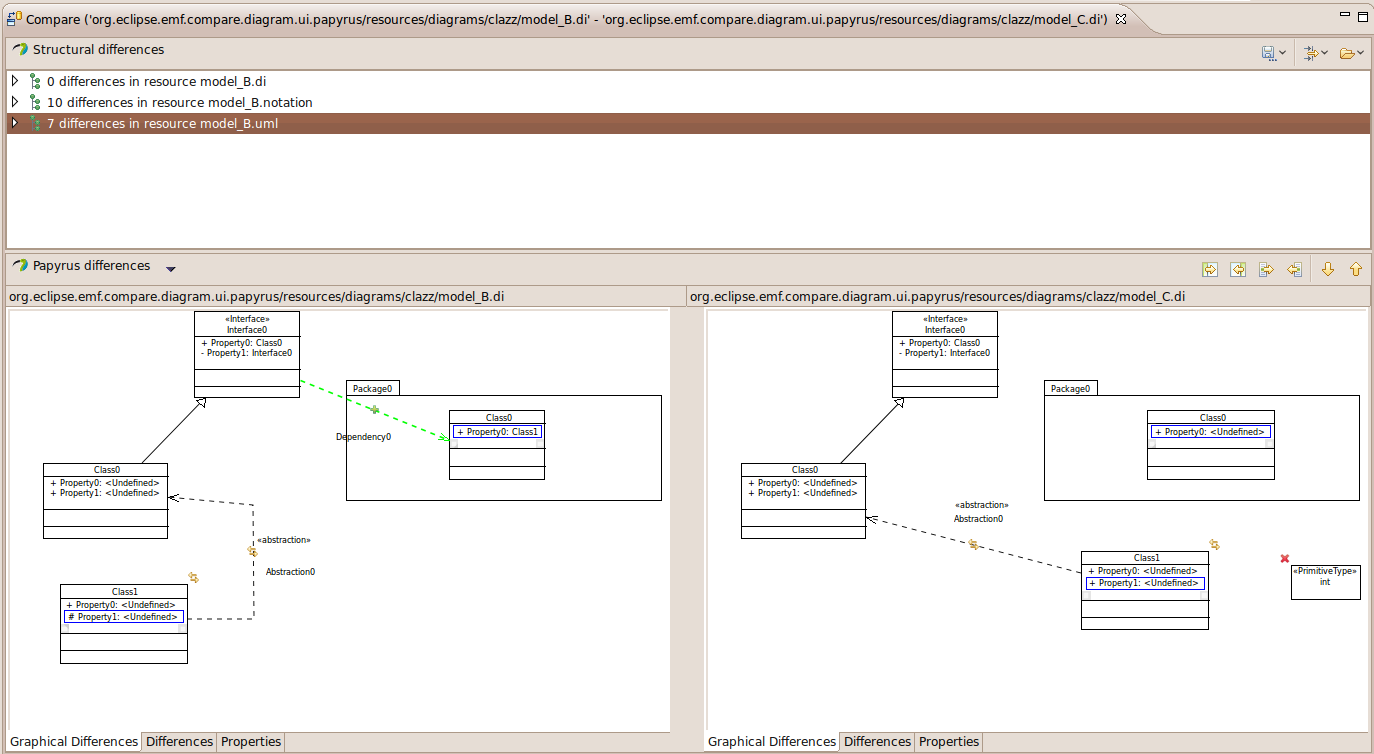 Compare ('org.eclipse.emf.compare.diagram.ui.papyrus/resources/diagrams/clazz/model_B.di' - 'org.eclipse.emf.compare.diagram.ui.papyrus/resources/diagrams/clazz/model_C.di')
Structural differences
0 differences in resource model_B.di
10 differences in resource model_B.notation
7 differences in resource model_B.uml
Papyrus differences
org.eclipse.emf.compare.diagram.ui.papyrus/resources/diagrams/clazz/model_B.di
«Interface»
Interface0
+ Property0: Class0
- Property1: Interface0
Package0
Class0
+ Property0: Class1
Dependency0
Class0
+ Property0: <Undefined>
+ Property1: <Undefined>
«abstraction»
Abstraction0
Class1
+ Property0: <Undefined>
# Property1: <Undefined>
Graphical Differences Differences Properties
org.eclipse.emf.compare.diagram.ui.papyrus/resources/diagrams/clazz/model_C.di
«Interface»
Interface0
+ Property0: Class0
- Property1: Interface0
Package0
Class0
+ Property0: <Undefined>
Class0
+ Property0: <Undefined>
+ Property1: <Undefined>
«abstraction»
Abstraction0
Class1
+ Property0: <Undefined>
+ Property1: <Undefined>
«PrimitiveType»
int
Graphical Differences Differences Properties